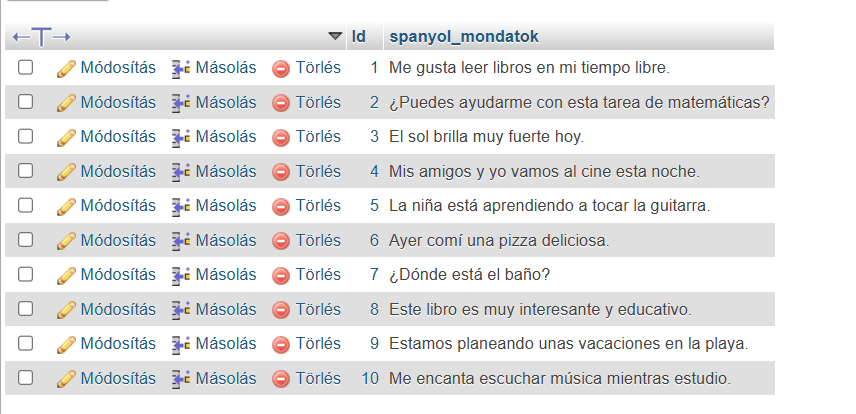 Id spanyol_mondatok
Módosítás Másolás Törlés 1 Me gusta leer libros en mi tiempo libre.
Módosítás Másolás Törlés 2 ¿Puedes ayudarme con esta tarea de matemáticas?
Módosítás Másolás Törlés 3 El sol brilla muy fuerte hoy.
Módosítás Másolás Törlés 4 Mis amigos y yo vamos al cine esta noche.
Módosítás Másolás Törlés 5 La niña está aprendiendo a tocar la guitarra.
Módosítás Másolás Törlés 6 Ayer comí una pizza deliciosa.
Módosítás Másolás Törlés 7 ¿Dónde está el baño?
Módosítás Másolás Törlés 8 Este libro es muy interesante y educativo.
Módosítás Másolás Törlés 9 Estamos planeando unas vacaciones en la playa.
Módosítás Másolás Törlés 10 Me encanta escuchar música mientras estudio.